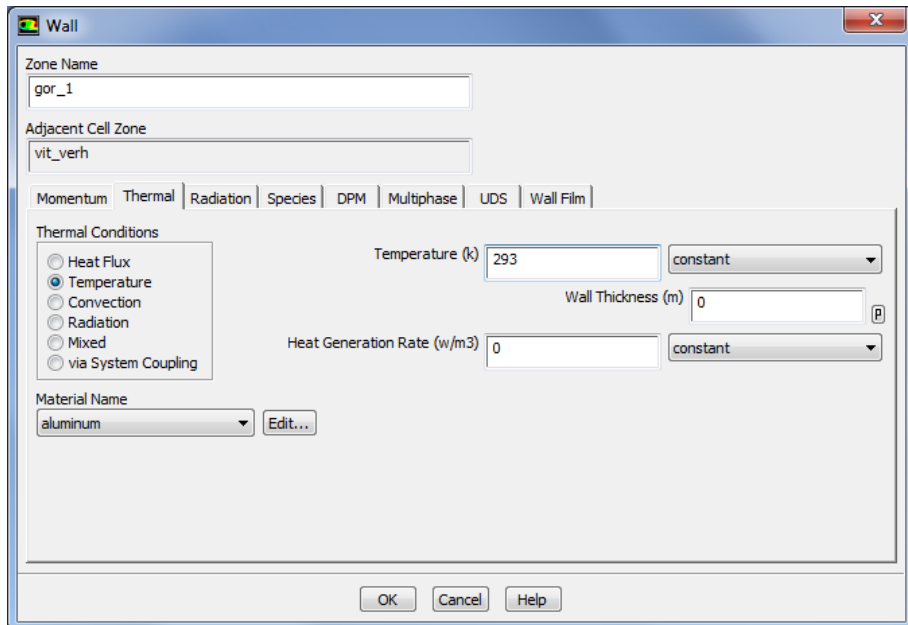 Wall
Zone Name
gor_1
Adjacent Cell Zone
vit_verh
Momentum Thermal Radiation Species DPM Multiphase UDS Wall Film
Thermal Conditions
Heat Flux
Temperature
Convection
Radiation
Mixed
via System Coupling
Temperature (k) 293 constant
Wall Thickness (m) 0 P
Heat Generation Rate (w/m3) 0 constant
Material Name
aluminum Edit...
OK Cancel Help